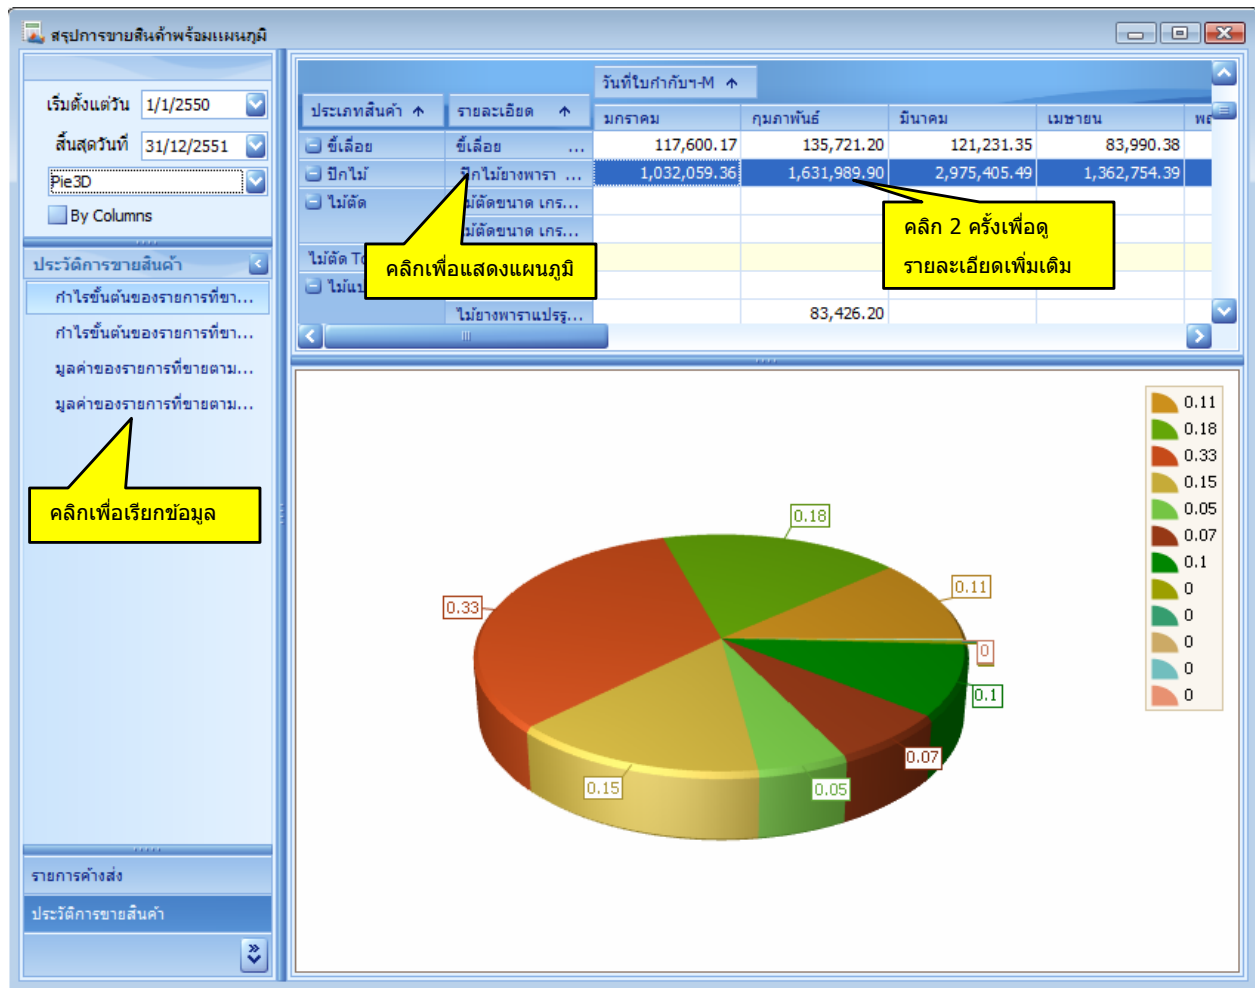 สรุปการขายสินค้าพร้อมแผนภูมิ
เริ่มตั้งแต่วัน 1/1/2550
สิ้นสุดวันที่ 31/12/2551
Pie3D
By Columns
ประวัติการขายสินค้า
กำไรขั้นต้นของรายการที่ขา...
กำไรขั้นต้นของรายการที่ขา...
มูลค่าของรายการที่ขายตาม...
มูลค่าของรายการที่ขายตาม...
คลิกเพื่อเรียกข้อมูล
รายการค้างส่ง
ประวัติการขายสินค้า
วันที่ใบกำกับฯ-M
ประเภทสินค้า รายละเอียด มกราคม กุมภาพันธ์ มีนาคม เมษายน
ขี้เลื่อย ขี้เลื่อย ... 117,600.17 135,721.20 121,231.35 83,990.38
ปีกไม้ ปีกไม้ยางพารา ... 1,032,059.36 1,631,989.90 2,975,405.49 1,362,754.39
ไม้ตัด ไม้ตัดขนาด เกร...
ไม้ตัดขนาด เกร...
ไม้ตัด
ไม้ยางพาราแปรรู... 83,426.20
คลิกเพื่อแสดงแผนภูมิ
คลิก 2 ครั้งเพื่อดู
รายละเอียดเพิ่มเติม
0.11
0.18
0.33
0.15
0.05
0.07
0.1
0
0
0
0
0
0.18
0.11
0.33
0
0.1
0.07
0.15
0.05